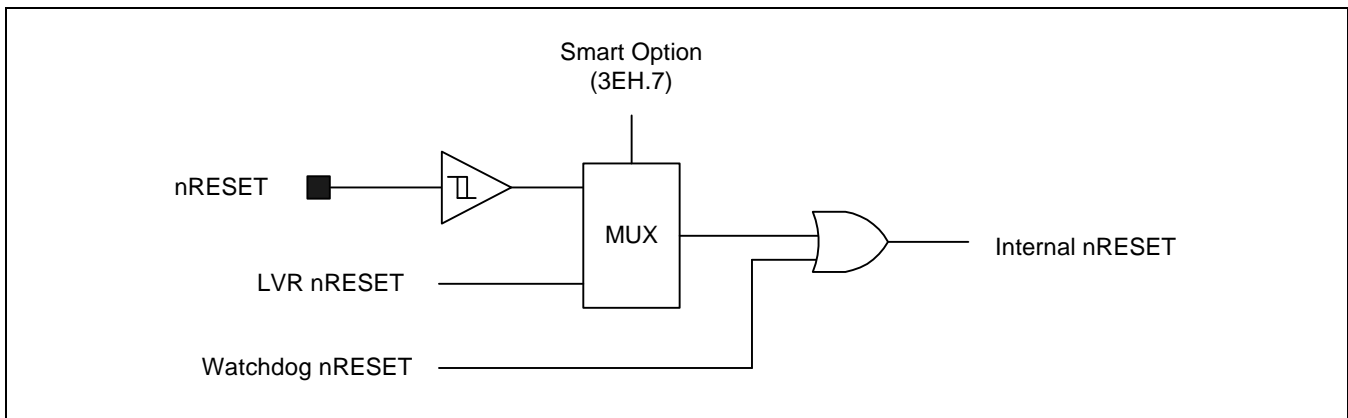 Smart Option
(3EH.7)
nRESET
MUX
Internal nRESET
LVR nRESET
Watchdog nRESET